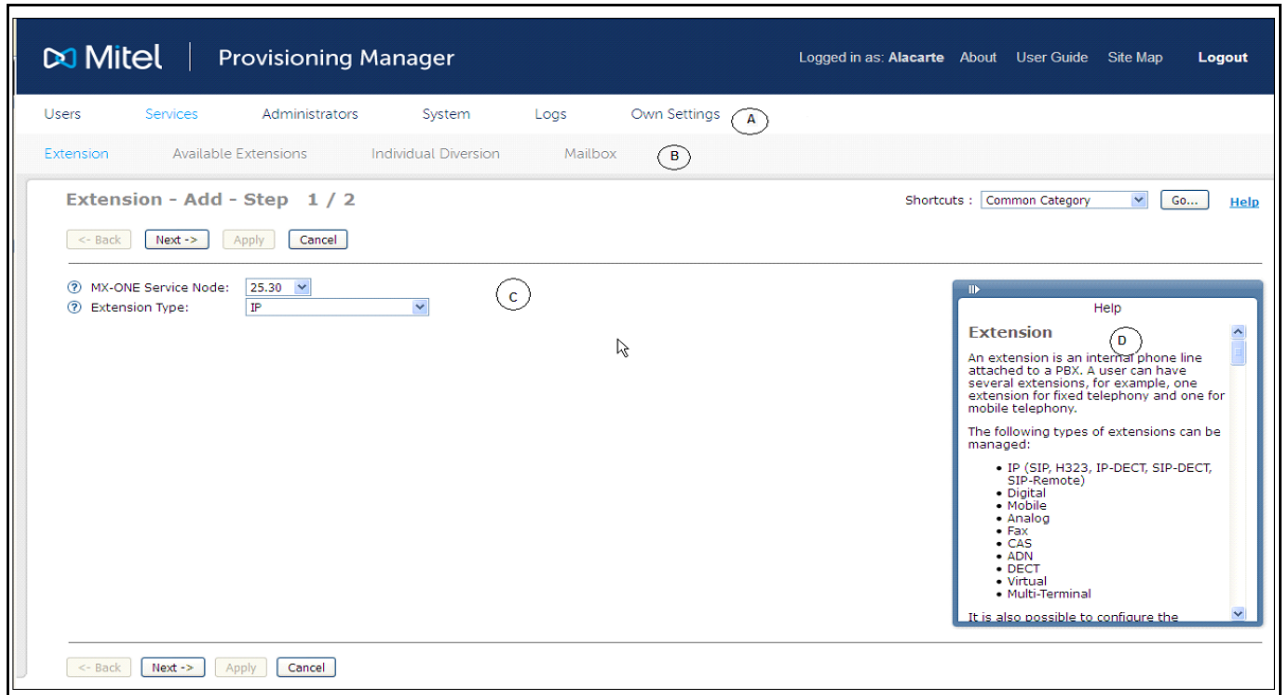 Mitel | Provisioning Manager Logged in as: Alacarte About User Guide Site Map Logout
Users Services Administrators System Logs Own Settings A
Extension Available Extensions Individual Diversion Mailbox B
Extension - Add - Step 1 / 2 Shortcuts : Common Category Go... Help
<- Back Next -> Apply Cancel
? MX-ONE Service Node: 25.30
? Extension Type: IP
C
Help
Extension
D
An extension is an internal phone line
attached to a PBX. A user can have
several extensions, for example, one
extension for fixed telephony and one for
mobile telephony.
The following types of extensions can be
managed:
• IP (SIP, H323, IP-DECT, SIP-DECT,
SIP-Remote)
• Digital
• Mobile
• Analog
• Fax
• CAS
• ADN
• DECT
• Virtual
• Multi-Terminal
It is also possible to configure the
<- Back Next -> Apply Cancel